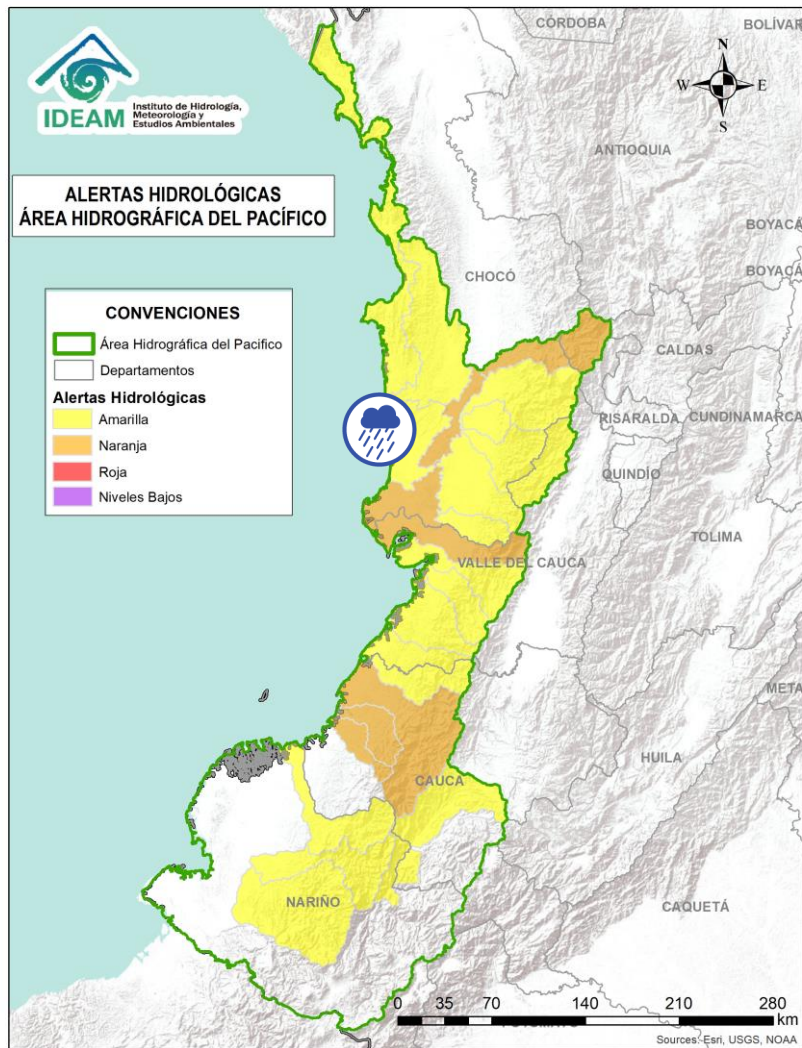 CÓRDOBA
BOLÍVAR
N
W
E
S
IDEAM
Instituto de Hidrología,
Meteorología y
Estudios Ambientales
ANTIOQUIA
ALERTAS HIDROLÓGICAS
ÁREA HIDROGRÁFICA DEL PACÍFICO
BOYACÁ
BOYACÁ
CHOCÓ
CONVENCIONES
Área Hidrográfica del Pacifico
Departamentos
Alertas Hidrológicas
Amarilla
Naranja
Roja
Niveles Bajos
CALDAS
RISARALDA
CUNDINAMARCA
QUINDÍO
TOLIMA
VALLE DEL CAUCA
META
HUILA
CAUCA
NARIÑO
CAQUETÁ
0 35 70 140 210 280
km
Sources: Esri, USGS, NOAA